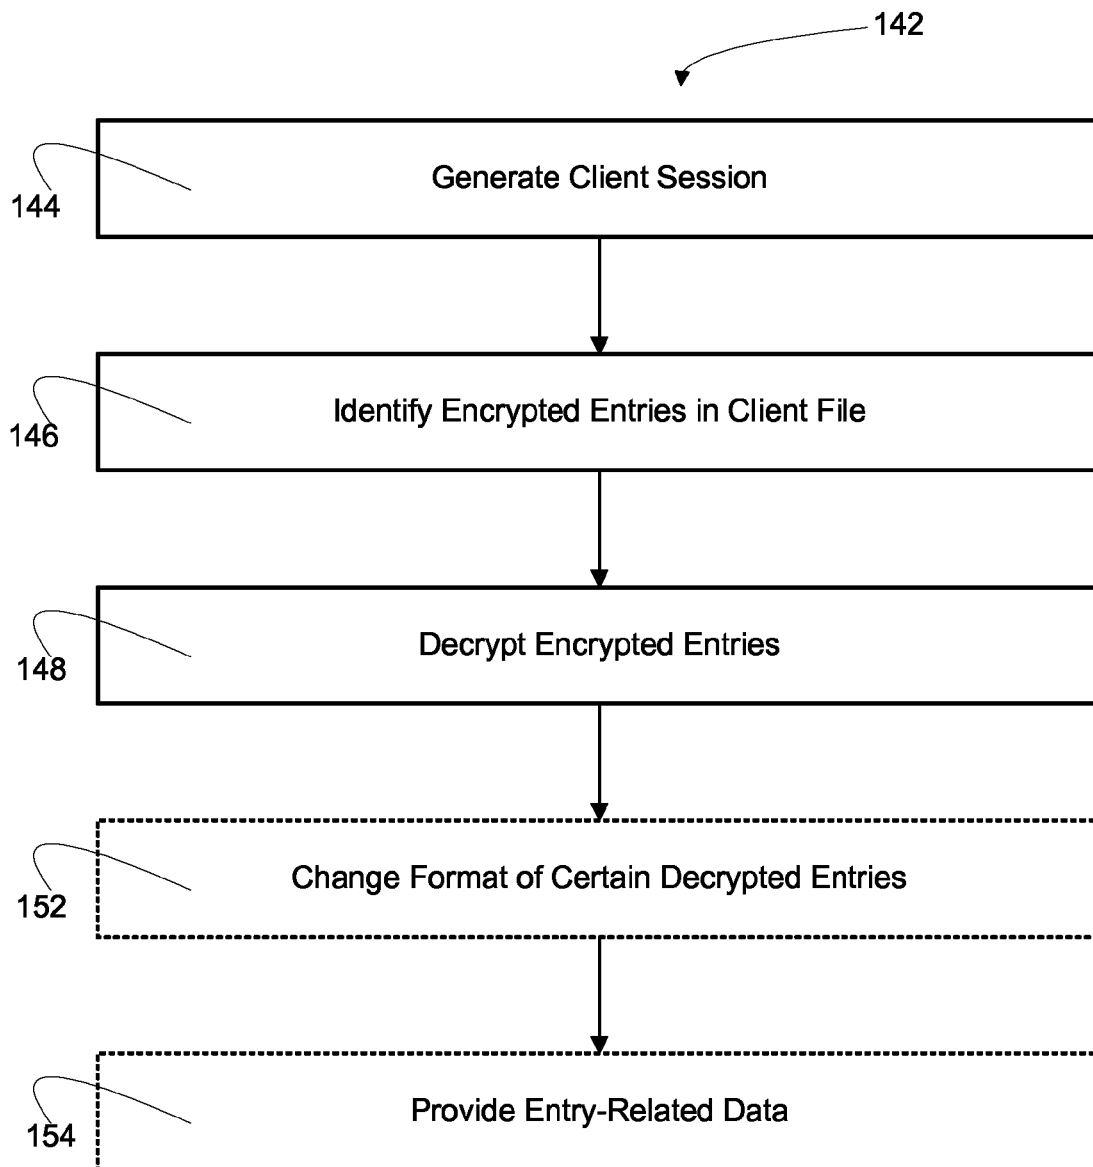 142
Generate Client Session
144
Identify Encrypted Entries in Client File
146
Decrypt Encrypted Entries
148
Change Format of Certain Decrypted Entries
152
Provide Entry-Related Data
154